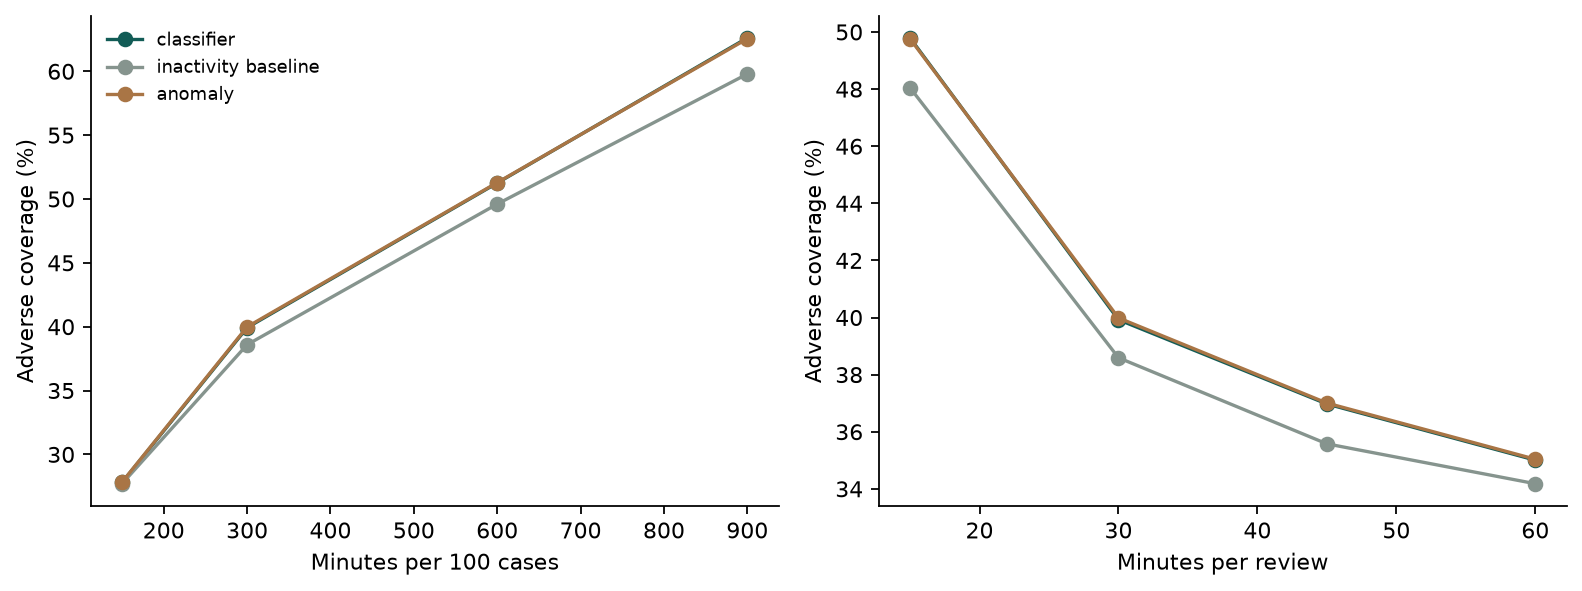 classifier
inactivity baseline
anomaly
Adverse coverage (%)
60
55
50
45
40
35
30
200 300 400 500 600 700 800 900
Minutes per 100 cases
Adverse coverage (%)
50
48
46
44
42
40
38
36
34
20 30 40 50 60
Minutes per review